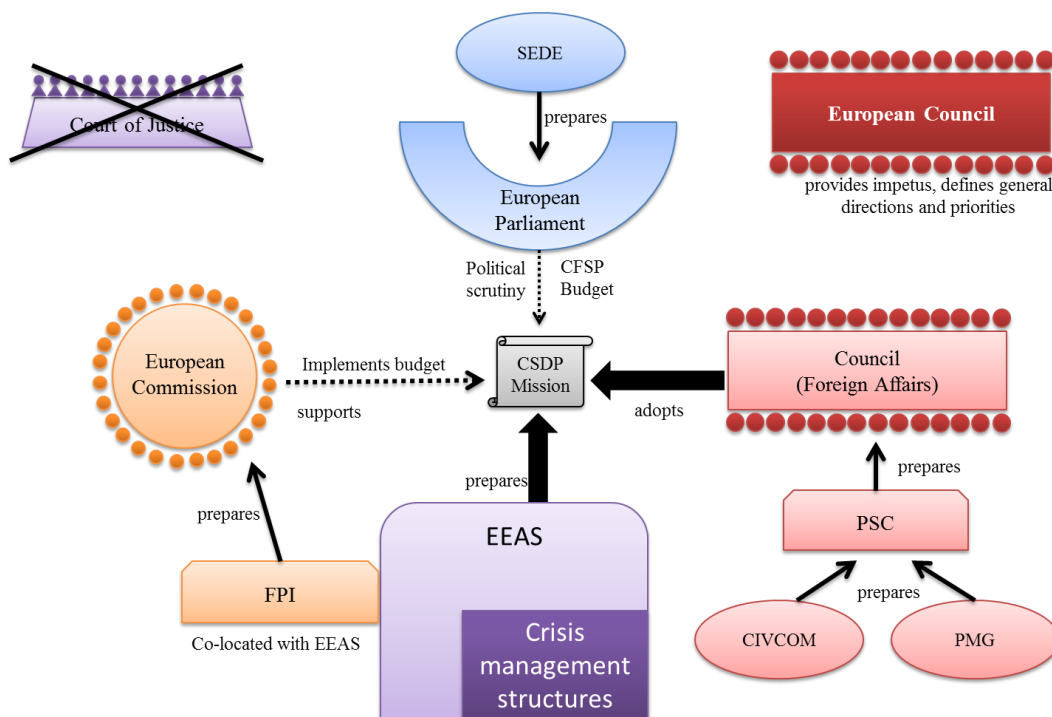 SEDE
prepares
Court of Justice
European Council
provides impetus, defines general
directions and priorities
European
Parliament
Political
scrutiny
CFSP
Budget
European
Commission
Implements budget
supports
CSDP
Mission
adopts
Council
(Foreign Affairs)
prepares
prepares
prepares
PSC
EEAS
FPI
prepares
Co-located with EEAS
CIVCOM
PMG
Crisis
management
structures